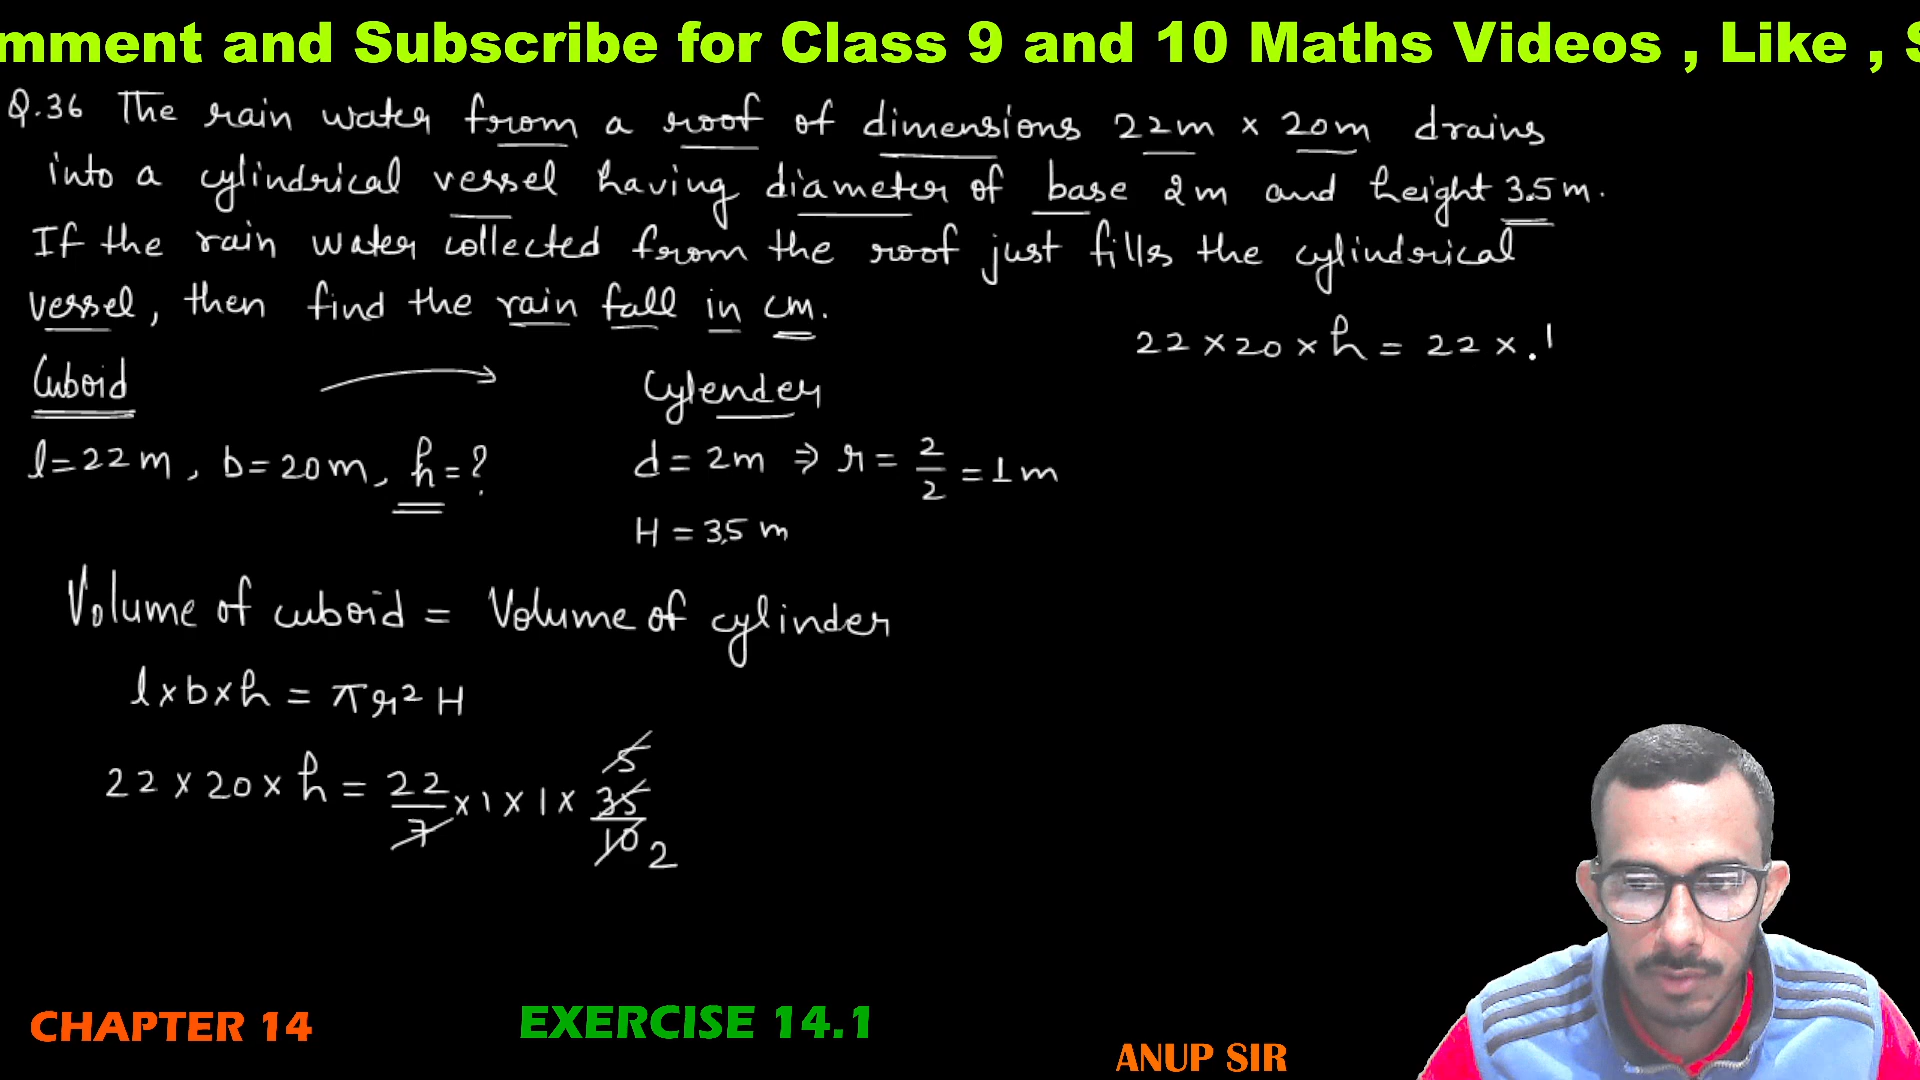 mment and Subscribe for Class 9 and 10 Maths Videos , Like , S
Q.36 The rain water from a roof of dimensions 22m × 20m drains
into a cylindrical vessel having diameter of base 2m and height 3.5m.
If the rain water collected from the roof just fills the cylindrical
vessel, then find the rain fall in cm.
22 × 20 × h = 22 × . 1
Cuboid → Cylender
l = 22 m, b = 20 m, h = ?
d = 2m ⇒ r = 2/2 = 1 m
H = 3.5 m
Volume of cuboid = Volume of cylinder
l × b × h = πr² H
22 × 20 × h = 22/7 × 1 × 1 × 35/10 5 2
CHAPTER 14
EXERCISE 14.1
ANUP SIR